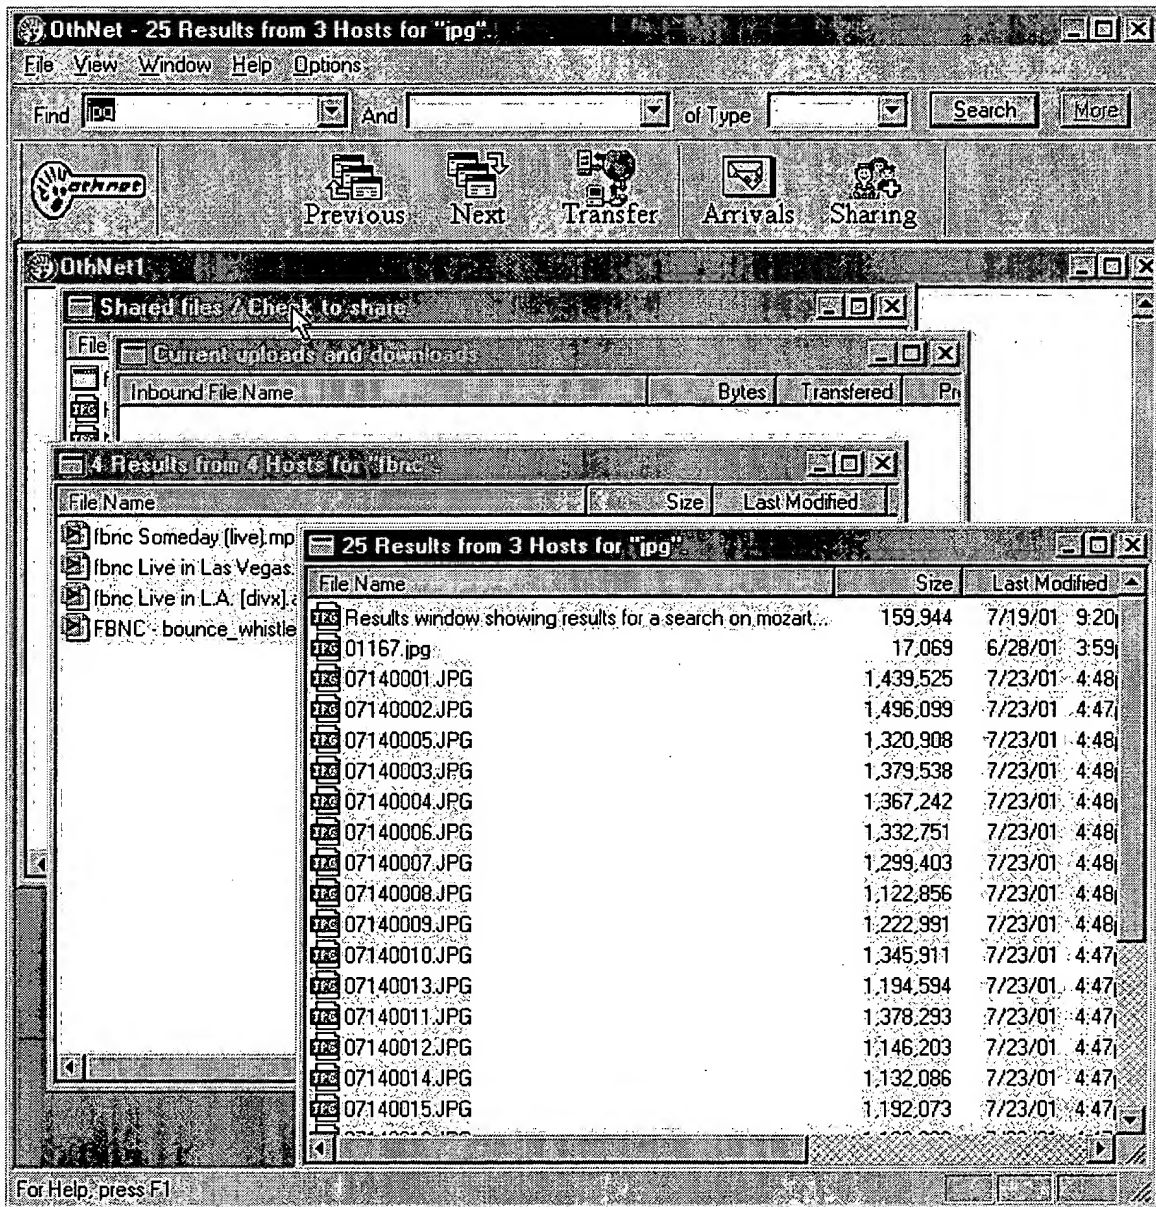 OthNet - 25 Results from 3 Hosts for "jpg".
File View Window Help Options
Find jpg And of Type Search More
othnet Previous Next Transfer Arrivals Sharing
OthNet1
Shared files / Check to share
File
Current uploads and downloads
Inbound File Name Bytes Transfered Pr
4 Results from 4 Hosts for "fbnc".
File Name Size Last Modified
fbnc Someday (live).mp
fbnc Live in Las Vegas.
fbnc Live in L.A. [divx].a
FBNC - bounce_whistle
25 Results from 3 Hosts for "jpg".
File Name Size Last Modified
Results window showing results for a search on mozart... 159,944 7/19/01 9:20
01167.jpg 17,069 6/28/01 3:59
07140001.JPG 1,439,525 7/23/01 4:48
07140002.JPG 1,496,099 7/23/01 4:47
07140005.JPG 1,320,908 7/23/01 4:48
07140003.JPG 1,379,538 7/23/01 4:48
07140004.JPG 1,367,242 7/23/01 4:48
07140006.JPG 1,332,751 7/23/01 4:48
07140007.JPG 1,299,403 7/23/01 4:48
07140008.JPG 1,122,856 7/23/01 4:48
07140009.JPG 1,222,991 7/23/01 4:48
07140010.JPG 1,345,911 7/23/01 4:47
07140013.JPG 1,194,594 7/23/01 4:47
07140011.JPG 1,378,293 7/23/01 4:47
07140012.JPG 1,146,203 7/23/01 4:47
07140014.JPG 1,132,086 7/23/01 4:47
07140015.JPG 1,192,073 7/23/01 4:47
For Help, press F1